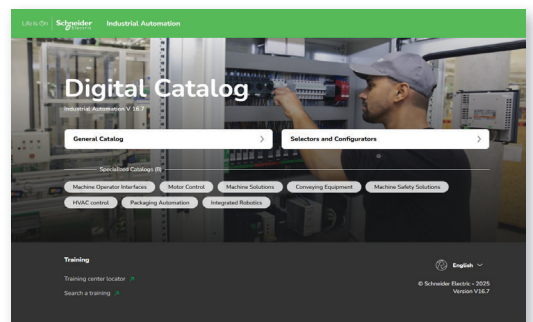 Life Is On Schneider Electric Industrial Automation
Digital Catalog
Industrial Automation V 16.7
General Catalog
Selectors and Configurators
Specialized Catalogs (8)
Machine Operator Interfaces Motor Control Machine Solutions Conveying Equipment Machine Safety Solutions
HVAC control Packaging Automation Integrated Robotics
Training
English
Training center locator
© Schneider Electric - 2025
Search a training
Version V16.7